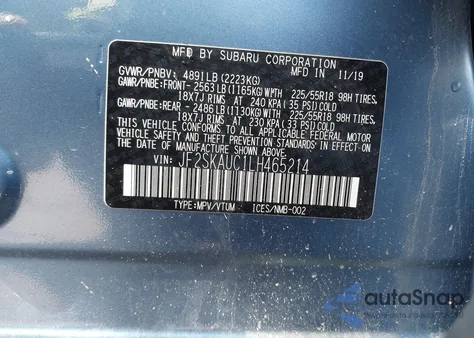 MFD BY SUBARU CORPORATION
GVWR/PNBV: 4891LB(2223KG) IN 11/19
GAWR/PNBE:FRONT-2563LB(1165KG)WITH 225/55R18 98H TIRES.
18X7J RIMS AT 240 KPA (35 PSI)COLD
GAWR/PNBE:REAR-2486LB(1130KG)WITH 225/55R18 98H TIRES.
18X7J RIMS AT 230 KPA(33 PSI)COLD
THIS VEHICLE CONFORMS TO ALL APPLICABLE FEDERAL MOTOR
VEHICLE SAFETY, BUMPER, AND THEFT PREVENTION
STANDARDS IN EFFECT ON THE DATE OF
MANUFACTURE SHOWN ABOVE
VIN: JF2SKAUC1LH465214
TYPE:MPV/VTUM ICES/NMB-002
autoSnap